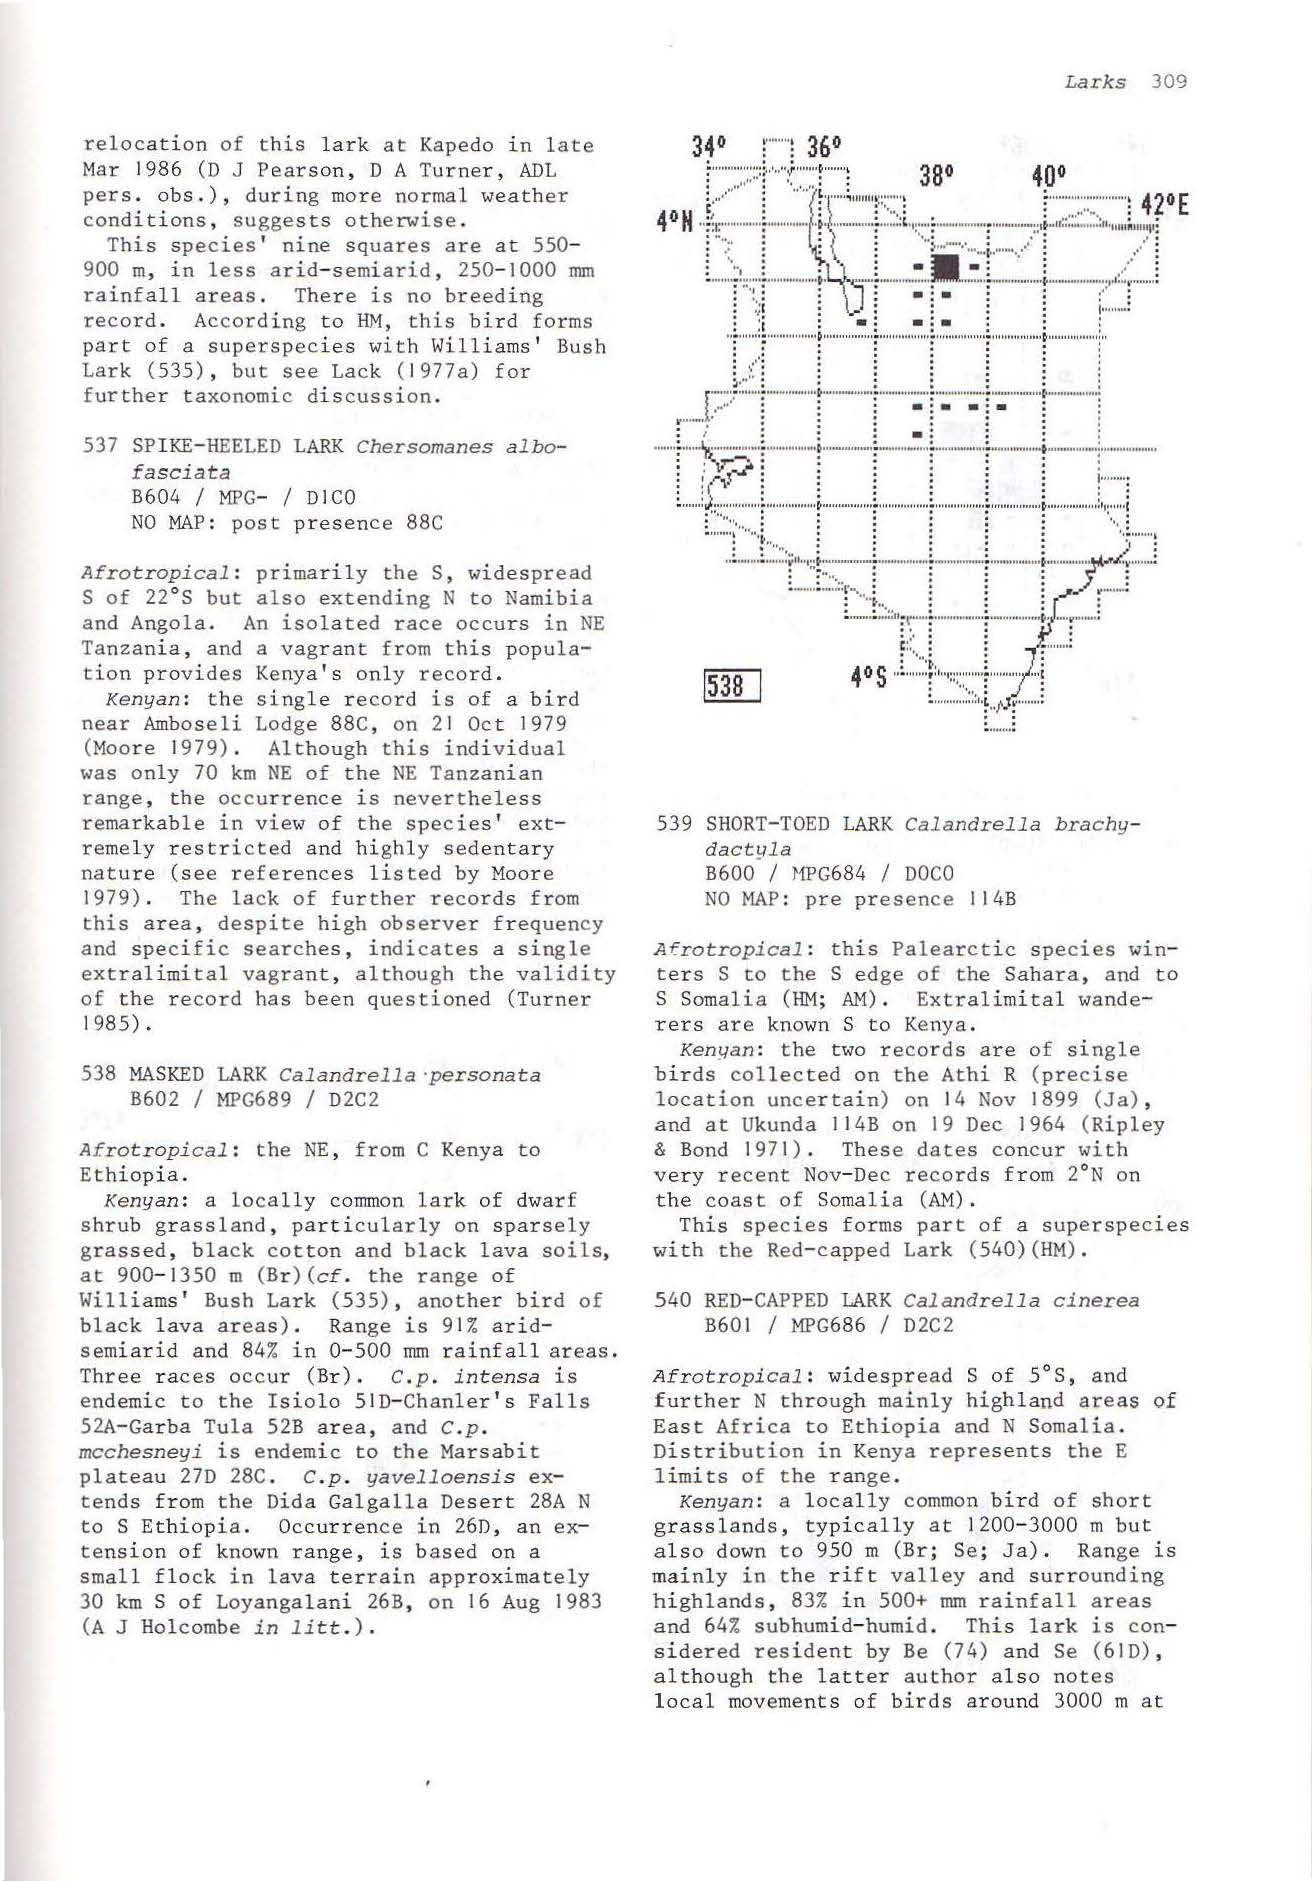 Larks 309
relocation of this lark at Kapedo in late
Mar 1986 (D J Pearson, D A Turner, ADL
pers. obs.), during more normal weather
conditions, suggests otherwise.
This species' nine squares are at 550-
900 m, in less arid-semiarid, 250-1000 mm
rainfall areas. There is no breeding
record. According to HM, this bird forms
part of a superspecies with Williams' Bush
Lark (535), but see Lack (1977a) for
further taxonomic discussion.
537 SPIKE-HEELED LARK Chersomanes albo-
fasciata
B604 / MPG- / D1C0
NO MAP: post presence 88C
Afrotropical: primarily the S, widespread
S of 22°S but also extending N to Namibia
and Angola. An isolated race occurs in NE
Tanzania, and a vagrant from this popula-
tion provides Kenya's only record.
Kenyan: the single record is of a bird
near Amboseli Lodge 88C, on 21 Oct 1979
(Moore 1979). Although this individual
was only 70 km NE of the NE Tanzanian
range, the occurrence is nevertheless
remarkable in view of the species' ext-
remely restricted and highly sedentary
nature (see references listed by Moore
1979). The lack of further records from
this area, despite high observer frequency
and specific searches, indicates a single
extralimital vagrant, although the validity
of the record has been questioned (Turner
1985).
538 MASKED LARK Calandrella personata
B602 / MPG689 / D2C2
Afrotropical: the NE, from C Kenya to
Ethiopia.
Kenyan: a locally common lark of dwarf
shrub grassland, particularly on sparsely
grassed, black cotton and black lava soils,
at 900-1350 m (Br)(cf. the range of
Williams' Bush Lark (535), another bird of
black lava areas). Range is 91% arid-
semiarid and 84% in 0-500 mm rainfall areas.
Three races occur (Br). C.p. intensa is
endemic to the Isiolo 51D-Chanler's Falls
52A-Garba Tula 52B area, and C.p.
mcchesneyi is endemic to the Marsabit
plateau 27D 28C. C.p. yavelloensis ex-
tends from the Dida Galgalla Desert 28A N
to S Ethiopia. Occurrence in 26D, an ex-
tension of known range, is based on a
small flock in lava terrain approximately
30 km S of Loyangalani 26B, on 16 Aug 1983
(A J Holcombe in litt.).
34° 36°
38° 40°
42°E
4°N
4°S
538
539 SHORT-TOED LARK Calandrella brachy-
dactyla
B600 / MPG684 / D0C0
NO MAP: pre presence 114B
Afrotropical: this Palearctic species win-
ters S to the S edge of the Sahara, and to
S Somalia (HM; AM). Extralimital wande-
rers are known S to Kenya.
Kenyan: the two records are of single
birds collected on the Athi R (precise
location uncertain) on 14 Nov 1899 (Ja),
and at Ukunda 114B on 19 Dec 1964 (Ripley
& Bond 1971). These dates concur with
very recent Nov-Dec records from 2°N on
the coast of Somalia (AM).
This species forms part of a superspecies
with the Red-capped Lark (540)(HM).
540 RED-CAPPED LARK Calandrella cinerea
B601 / MPG686 / D2C2
Afrotropical: widespread S of 5°S, and
further N through mainly highland areas of
East Africa to Ethiopia and N Somalia.
Distribution in Kenya represents the E
limits of the range.
Kenyan: a locally common bird of short
grasslands, typically at 1200-3000 m but
also down to 950 m (Br; Se; Ja). Range is
mainly in the rift valley and surrounding
highlands, 83% in 500+ mm rainfall areas
and 64% subhumid-humid. This lark is con-
sidered resident by Be (74) and Se (61D),
although the latter author also notes
local movements of birds around 3000 m at